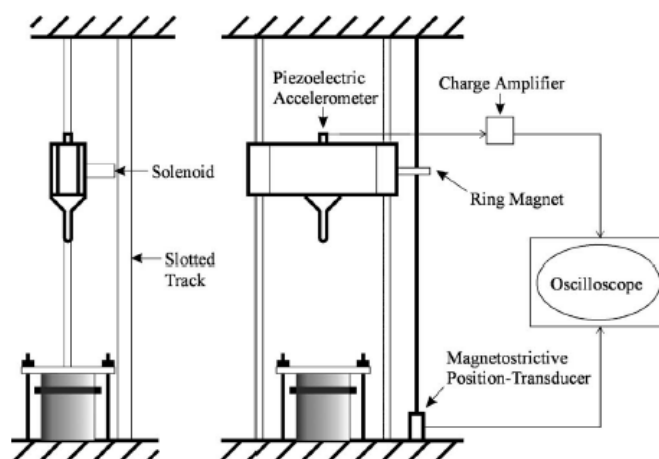 Piezoelectric
Accelerometer
Charge Amplifier
Solenoid
Ring Magnet
Slotted
Track
Oscilloscope
Magnetostrictive
Position-Transducer